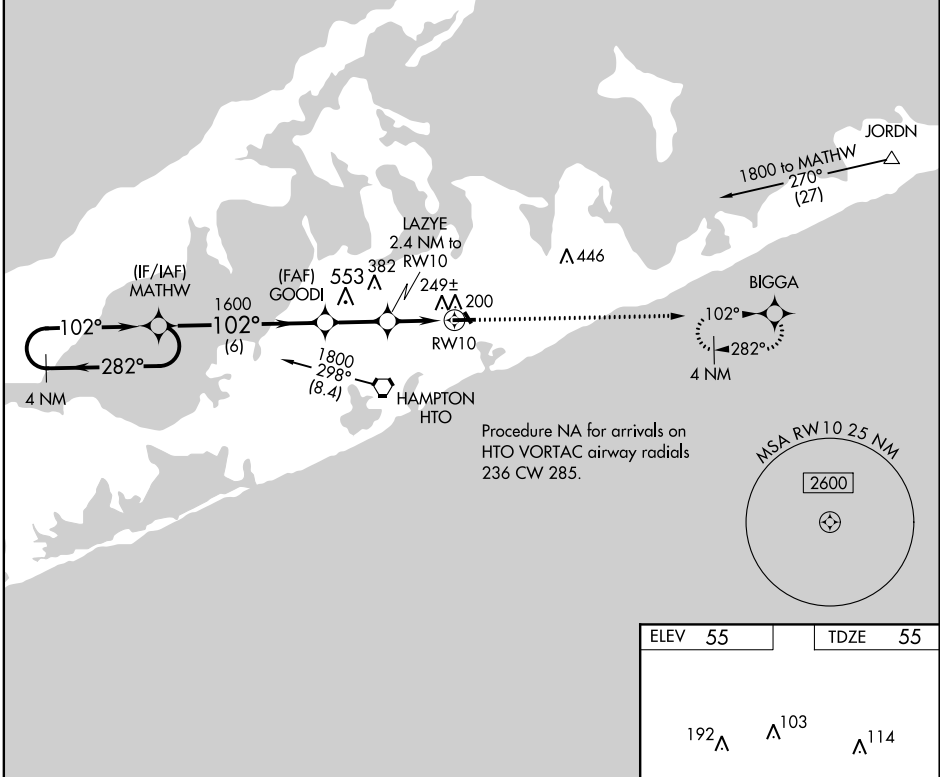 JORDN
1800 to MATHW
270°
(27)
LAZYE
2.4 NM to
RW10
446
(IF/IAF)
MATHW
(FAF)
GOODI
553
382
249±
200
BIGGA
1600
102°
102°
(6)
102°
RW10
282°
282°
4 NM
4 NM
1800
298°
(8.4)
HAMPTON
HTO
Procedure NA for arrivals on
HTO VORTAC airway radials
236 CW 285.
MSA RW10 25 NM
2600
ELEV 55
TDZE 55
192
103
114